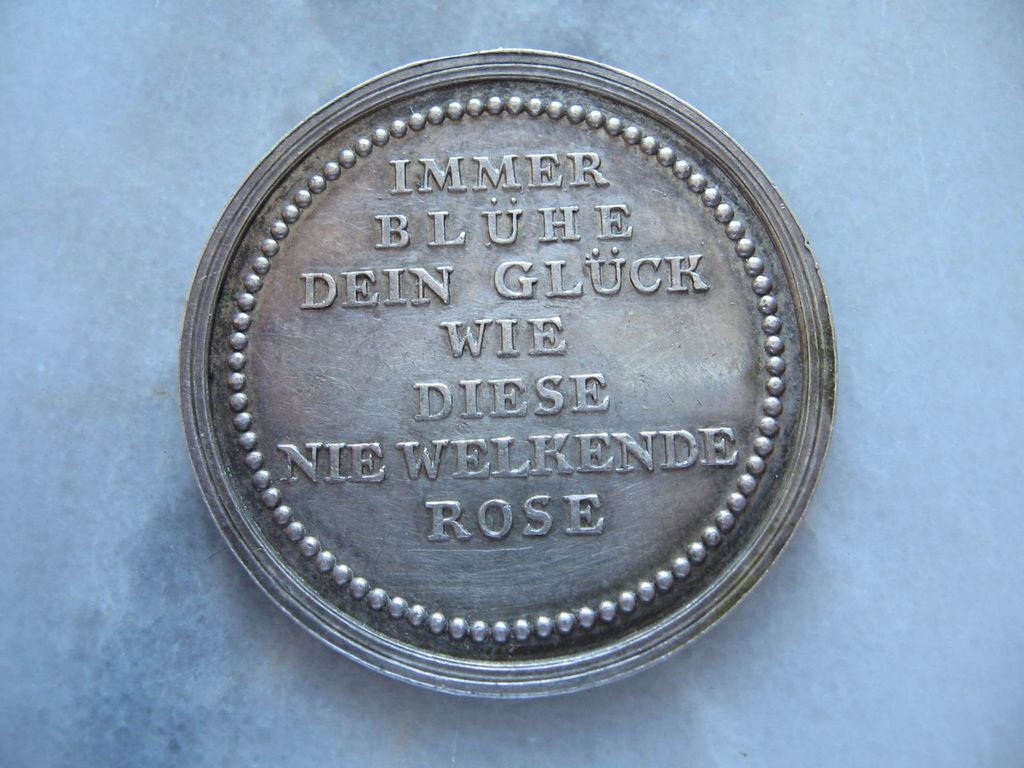 IMMER
BLÜHE
DEIN GLÜCK
WIE
DIESE
NIE WELKENDE
ROSE